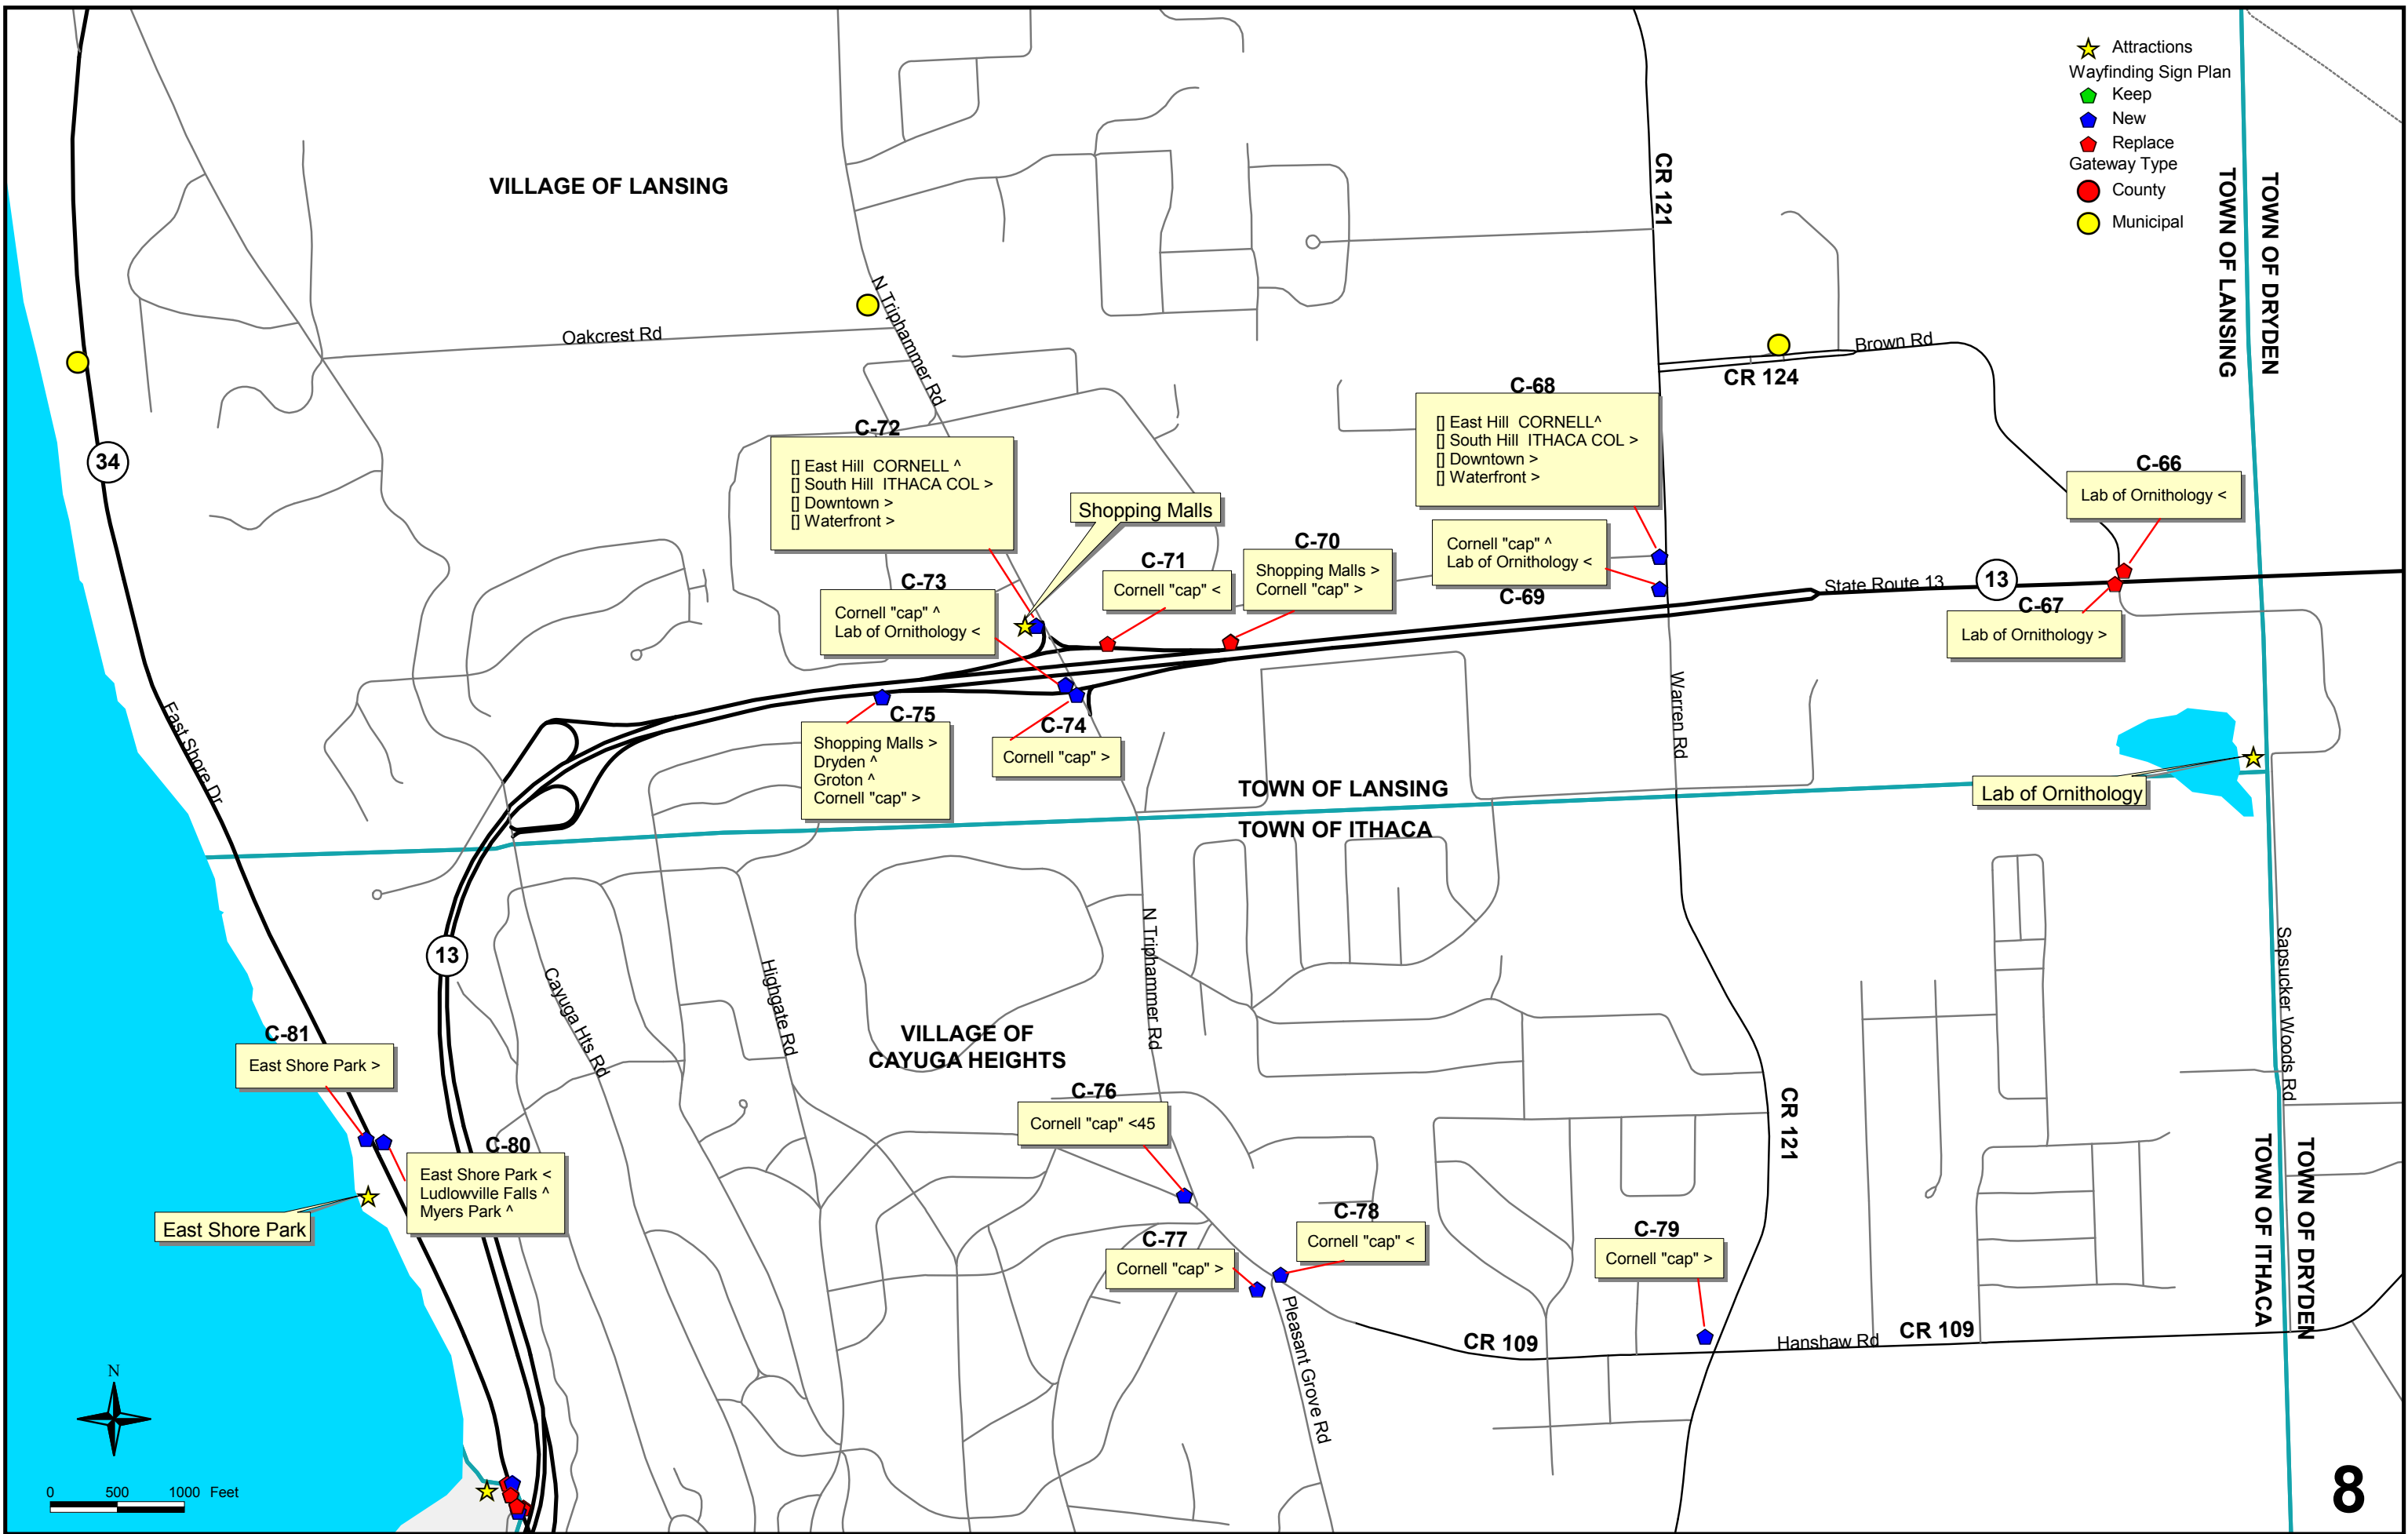 Attractions
Wayfinding Sign Plan
Keep
New
Replace
Gateway Type
County
Municipal
VILLAGE OF LANSING
CR 121
TOWN OF LANSING
TOWN OF DRYDEN
N Triphammer Rd
Oakcrest Rd
Brown Rd
CR 124
34
C-72
[] East Hill  CORNELL ^
[] South Hill  ITHACA COL >
[] Downtown >
[] Waterfront >
C-68
[] East Hill  CORNELL^
[] South Hill  ITHACA COL >
[] Downtown >
[] Waterfront >
C-66
Lab of Ornithology <
Shopping Malls
C-71
Cornell "cap" <
C-70
Shopping Malls >
Cornell "cap" >
Cornell "cap" ^
Lab of Ornithology <
C-69
State Route 13
13
C-67
Lab of Ornithology >
C-73
Cornell "cap" ^
Lab of Ornithology <
C-75
Shopping Malls >
Dryden ^
Groton ^
Cornell "cap" >
C-74
Cornell "cap" >
East Shore Dr
Warren Rd
TOWN OF LANSING
TOWN OF ITHACA
Lab of Ornithology
13
Cayuga Hts Rd
Highgate Rd
N Triphammer Rd
VILLAGE OF
CAYUGA HEIGHTS
Sapsucker Woods Rd
C-81
East Shore Park >
C-80
East Shore Park <
Ludlowville Falls ^
Myers Park ^
East Shore Park
C-76
Cornell "cap" <45
CR 121
TOWN OF ITHACA
TOWN OF DRYDEN
C-77
Cornell "cap" >
C-78
Cornell "cap" <
C-79
Cornell "cap" >
Pleasant Grove Rd
CR 109
Hanshaw Rd
CR 109
N
0 500 1000 Feet
8